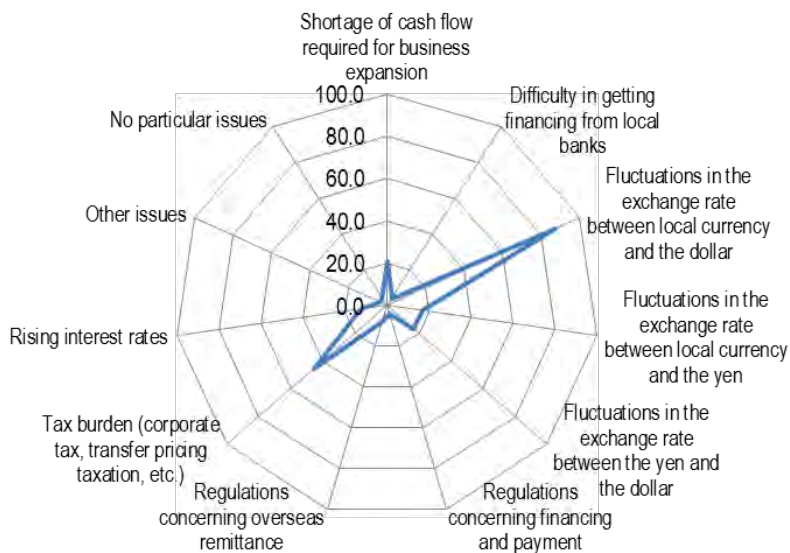 Shortage of cash flow
required for business
expansion
100.0
80.0
60.0
40.0
20.0
0.0
Difficulty in getting
financing from local
banks
Fluctuations in the
exchange rate
between local currency
and the dollar
Fluctuations in the
exchange rate
between local currency
and the yen
Fluctuations in the
exchange rate
between the yen and
the dollar
Regulations
concerning financing
and payment
Regulations
concerning overseas
remittance
Tax burden (corporate
tax, transfer pricing
taxation, etc.)
Rising interest rates
Other issues
No particular issues